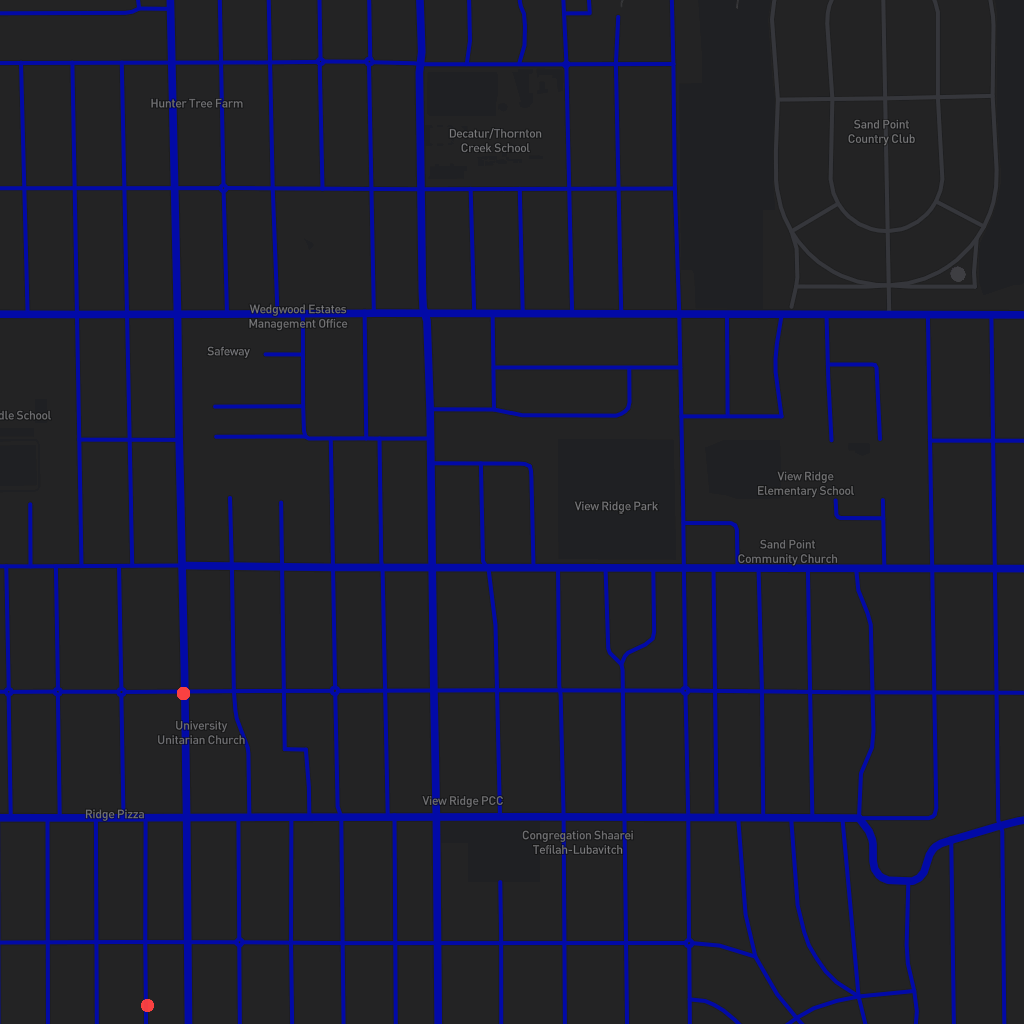 Hunter Tree Farm
Decatur/Thornton
Creek School
Sand Point
Country Club
Wedgwood Estates
Management Office
Safeway
dle School
View Ridge
Elementary School
View Ridge Park
Sand Point
Community Church
University
Unitarian Church
View Ridge PCC
Ridge Pizza
Congregation Shaarei
Tefilah-Lubavitch